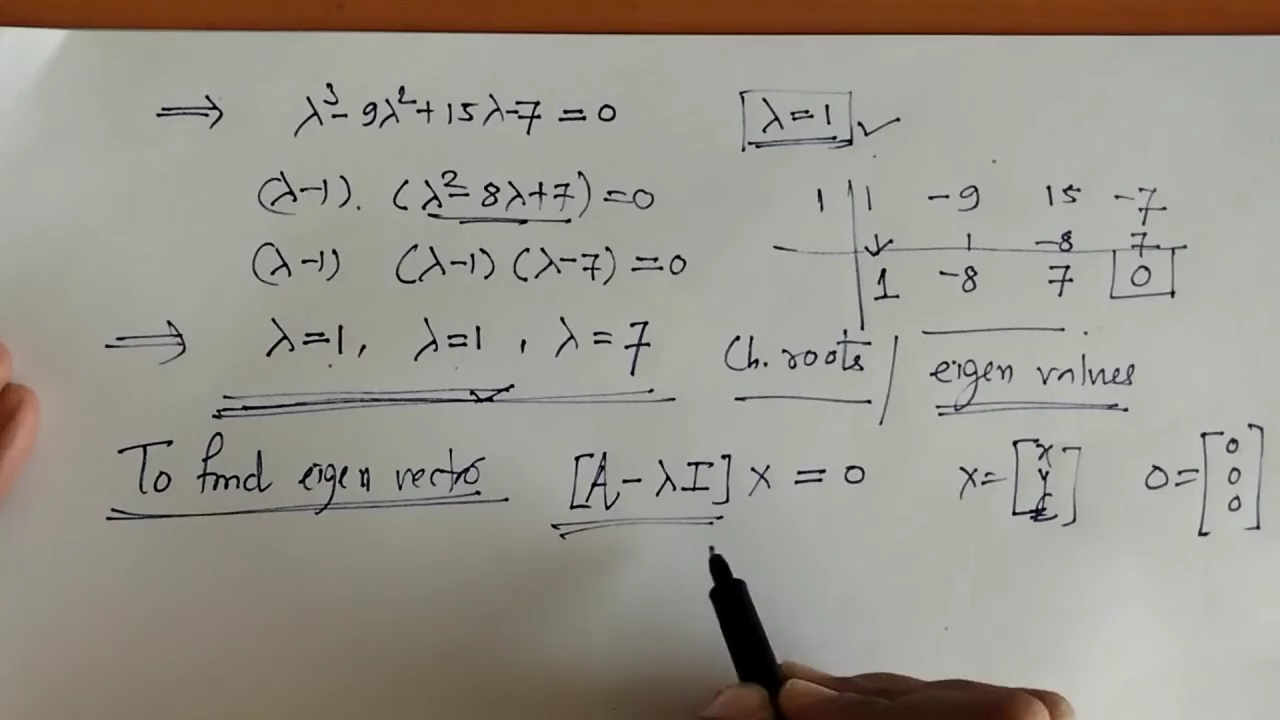 ⟹ λ³-9λ²+15λ-7=0 λ=1 ✓
(λ-1). (λ²-8λ+7)=0
(λ-1) (λ-1) (λ-7)=0
1 | 1 -9 15 -7
↓ 1 -8 7
1 -8 7 0
⟹ λ=1, λ=1, λ=7 Ch. roots / eigen values
To find eigen vecto [A-λI] X = 0 X=[x y z] 0=[0 0 0]